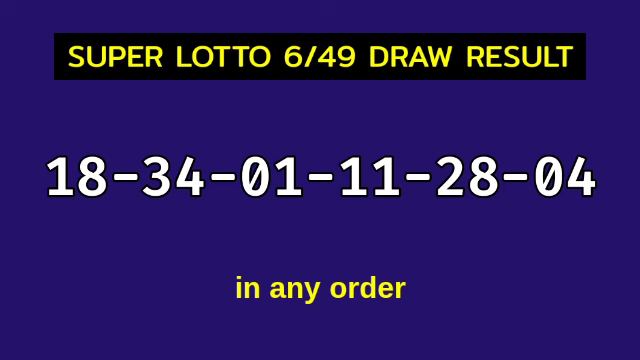 SUPER LOTTO 6/49 DRAW RESULT
18-34-01-11-28-04
in any order